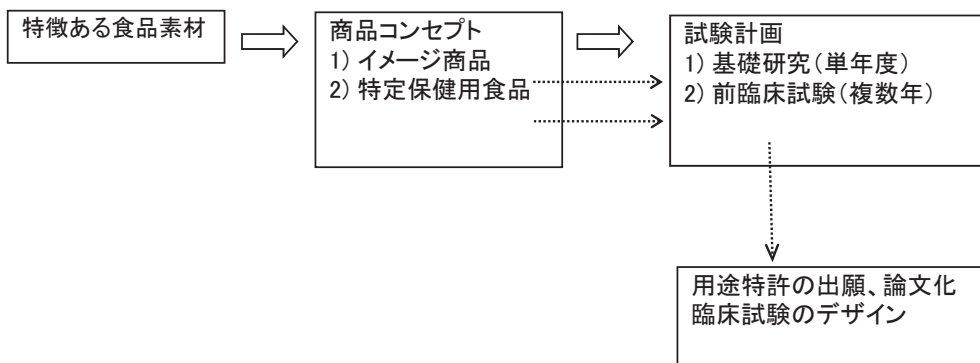 特徴ある食品素材
商品コンセプト
1) イメージ商品
2) 特定保健用食品
試験計画
1) 基礎研究(単年度)
2) 前臨床試験(複数年)
用途特許の出願、論文化
臨床試験のデザイン